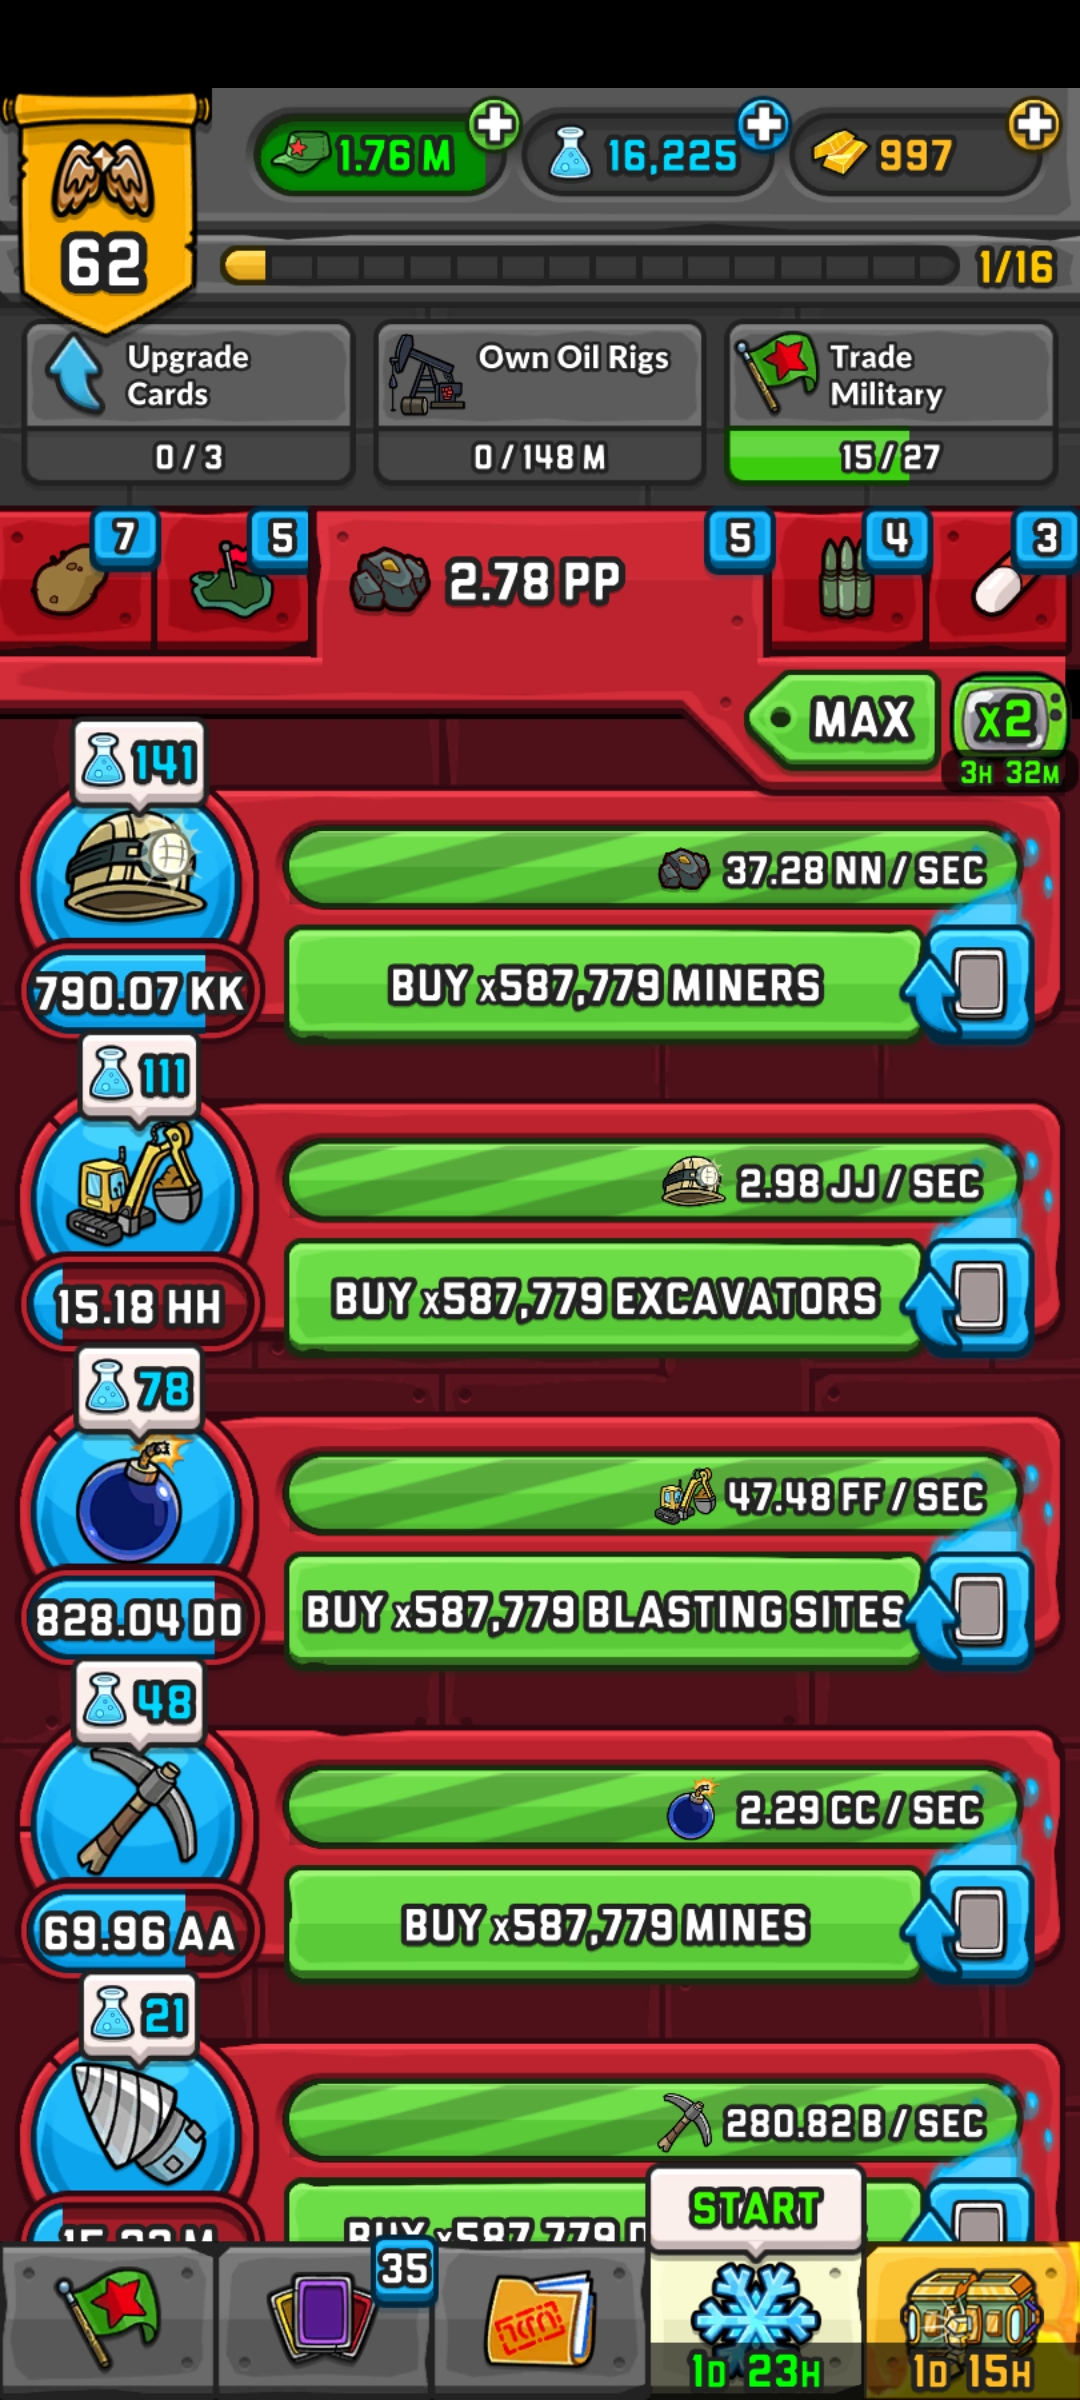 1.76 M
16,225
997
62
1/16
Upgrade
Cards
0 / 3
Own Oil Rigs
0 / 148 M
Trade
Military
15 / 27
7
5
2.78 PP
5
4
3
MAX
x2
3H 32M
141
37.28 NN / SEC
790.07 KK
BUY x587,779 MINERS
111
2.98 JJ / SEC
15.18 HH
BUY x587,779 EXCAVATORS
78
47.48 FF / SEC
828.04 DD
BUY x587,779 BLASTING SITES
48
2.29 CC / SEC
69.96 AA
BUY x587,779 MINES
21
280.82 B / SEC
BUY x587,779
START
35
1D 23H
1D 15H